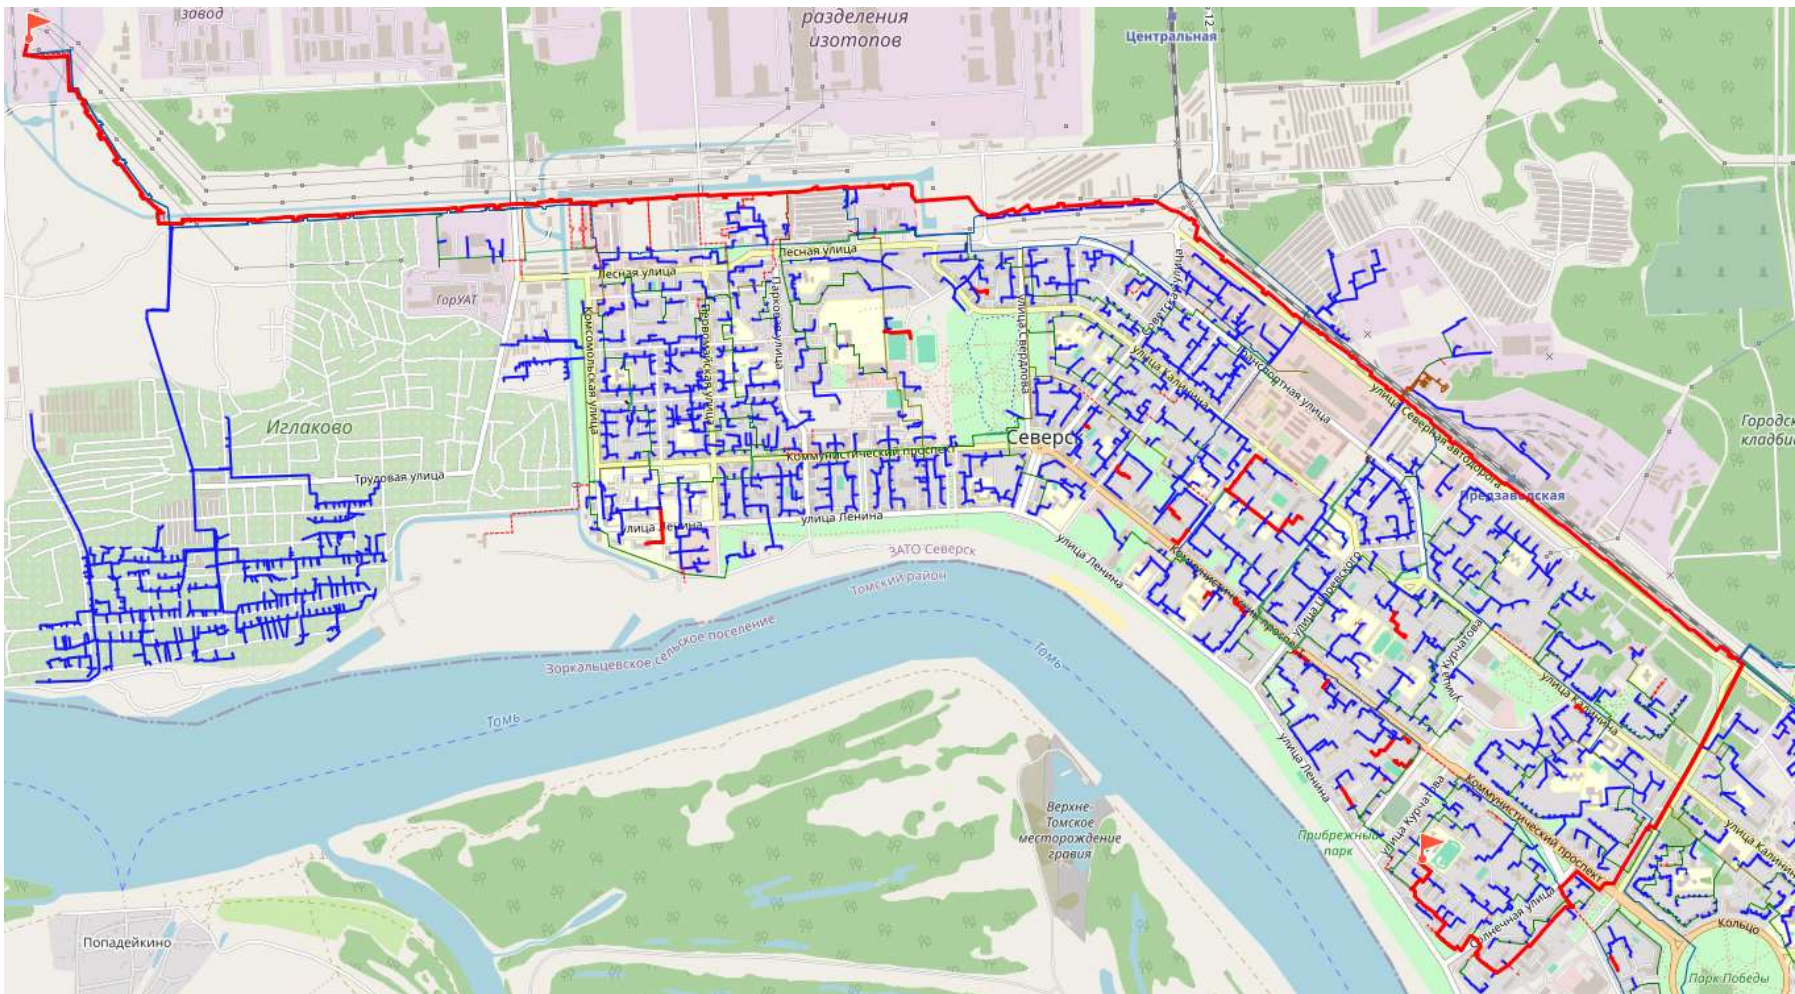 завод
разделения
изотопов
Центральная
Лесная улица
Лесная улица
ГорУАТ
Комсомольская улица
Первомайская улица
Парковая улица
улица Свердлова
Советская улица
улица Калинина
Транспортная улица
улица Северная автодорога
Городск
кладби
Иглаково
Северск
Трудовая улица
Коммунистический проспект
Предзаводская
улица Ленина
улица Ленина
ЗАТО Северск
Томский район
улица Ленина
Коммунистический проспект
улица Царевского
Зоркальцевское сельское поселение
Томь
Томь
улица Курчатова
улица Калинина
улица Ленина
Верхне-
Томское
месторождение
гравия
Прибрежный
парк
улица Курчатова
Коммунистический проспект
улица Калинин
Солнечная улица
Кольцо
Попадейкино
Парк Победы